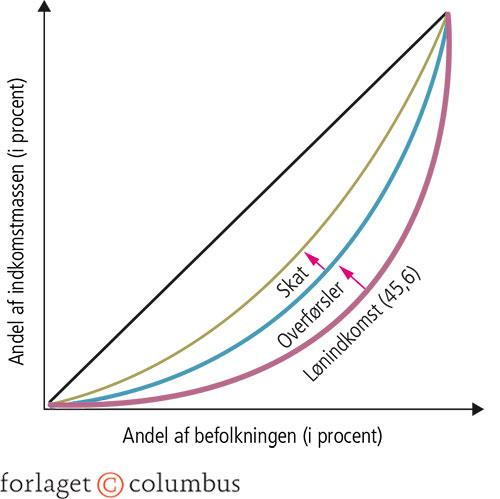 Andel af indkomstmassen (i procent)
Skat
Overførsler
Lønindkomst (45,6)
Andel af befolkningen (i procent)
forlaget © columbus